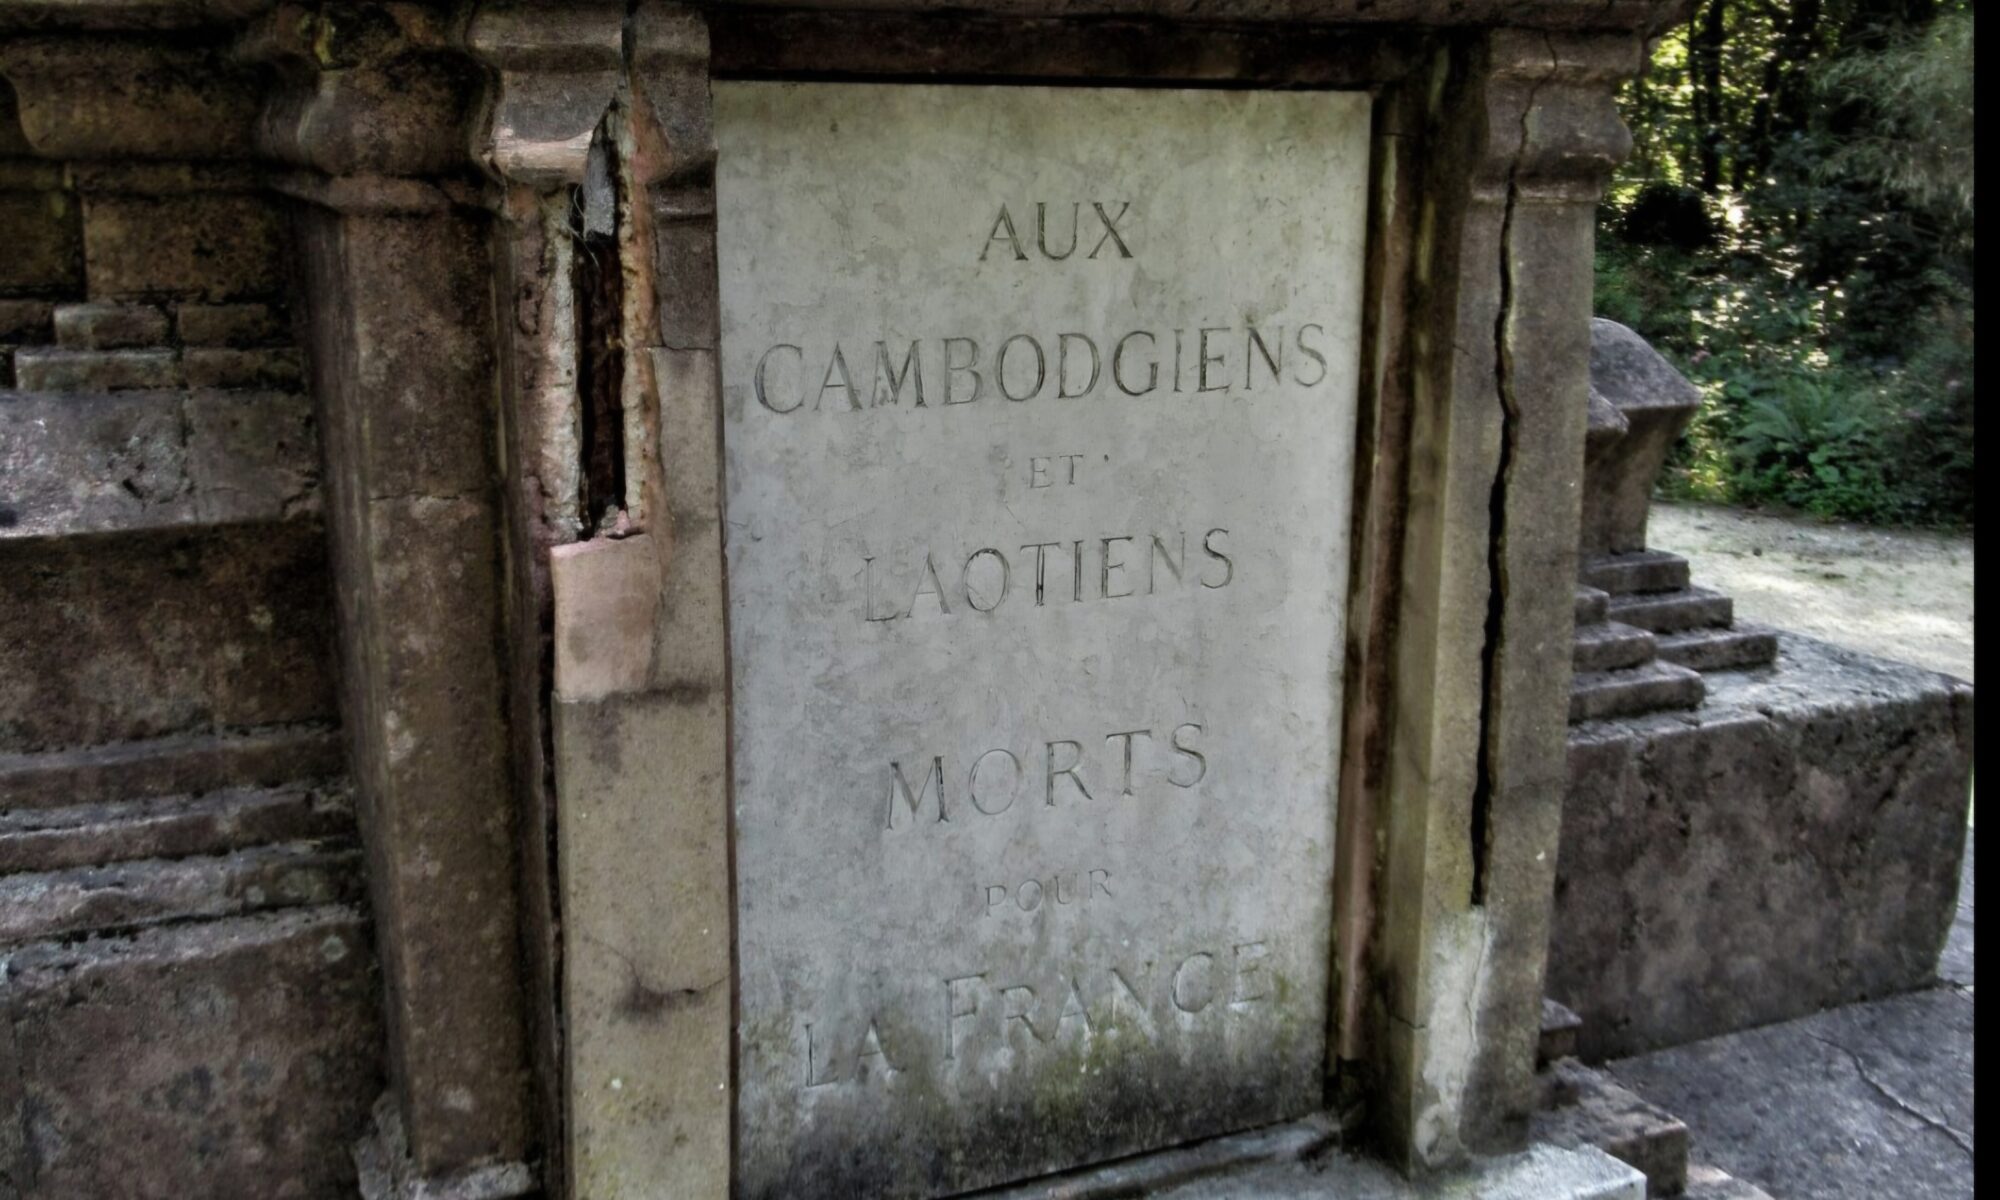 AUX
CAMBODGIENS
ET
LAOTIENS
MORTS
POUR
LA FRANCE